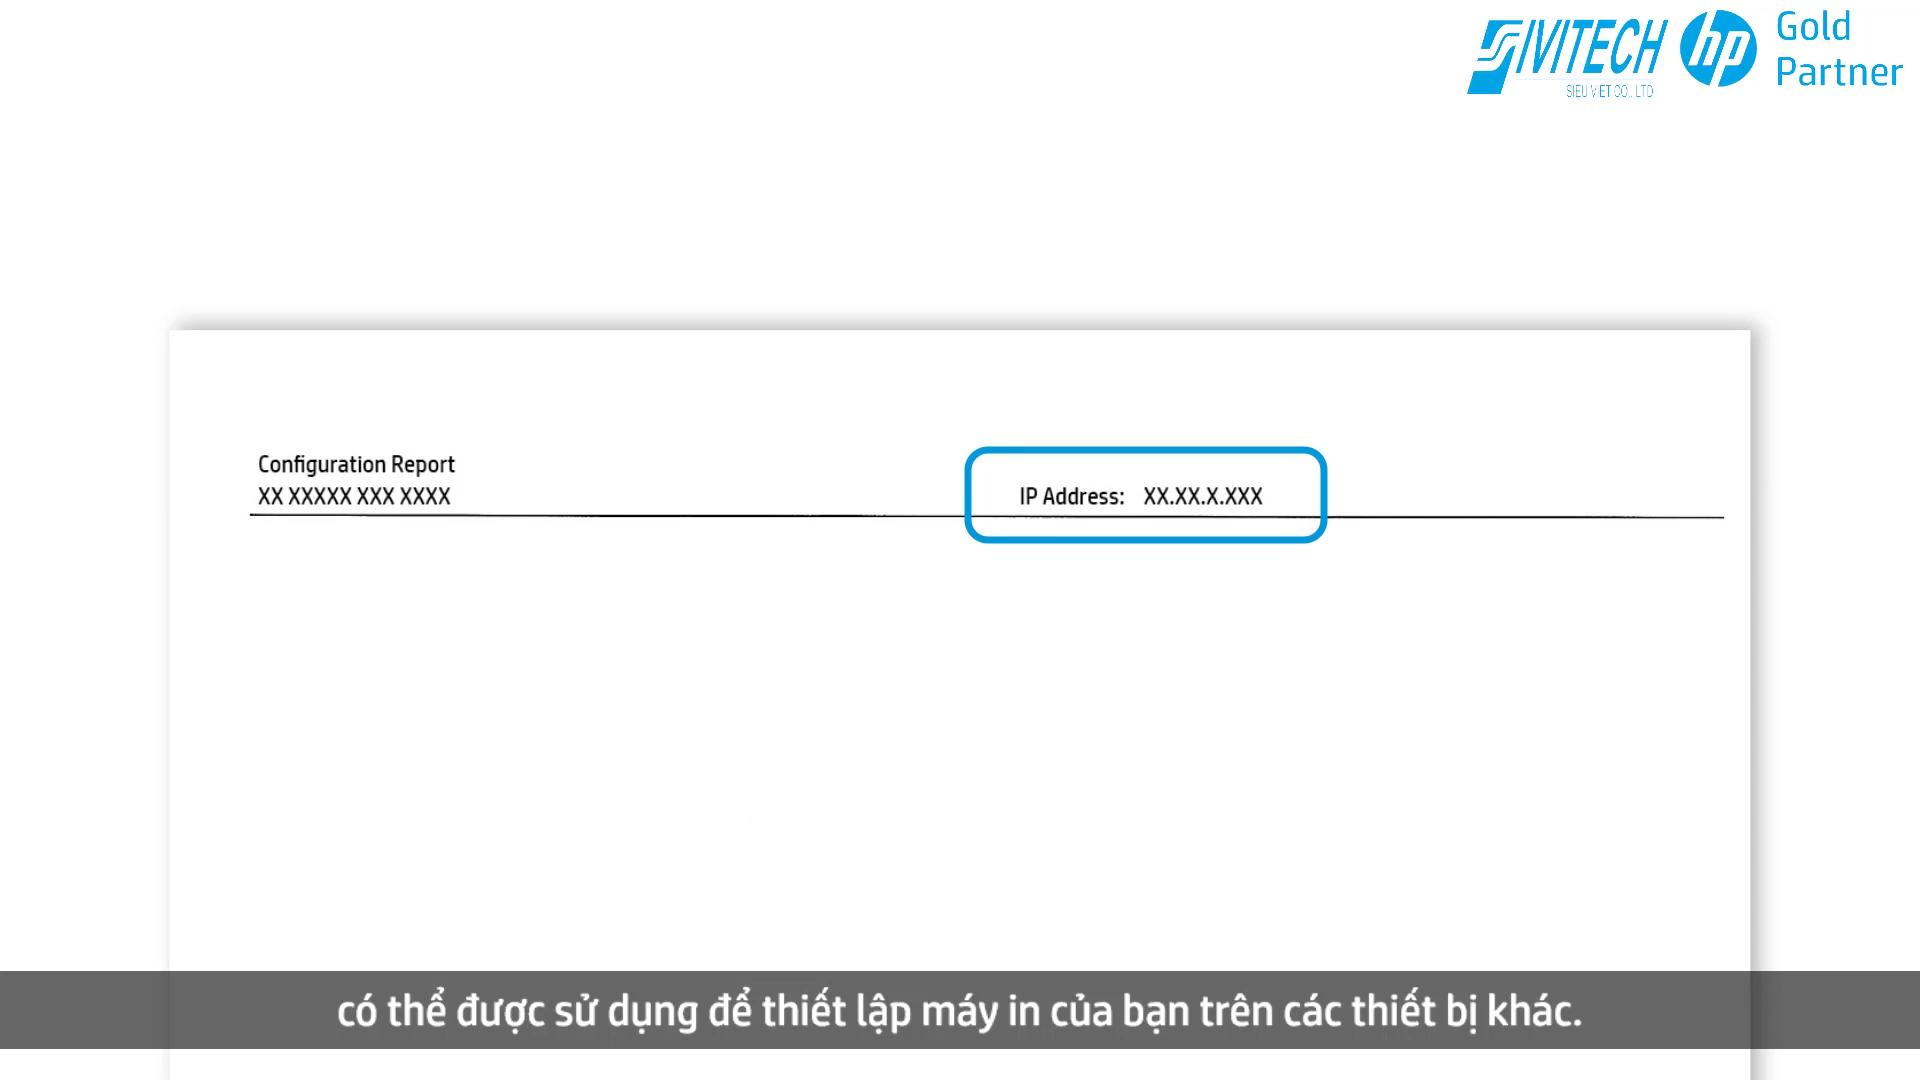 SIVITECH
SIEU VIET CO., LTD
hp
Gold
Partner
Configuration Report
XX XXXXX XXX XXXX
IP Address: XX.XX.X.XXX
có thể được sử dụng để thiết lập máy in của bạn trên các thiết bị khác.